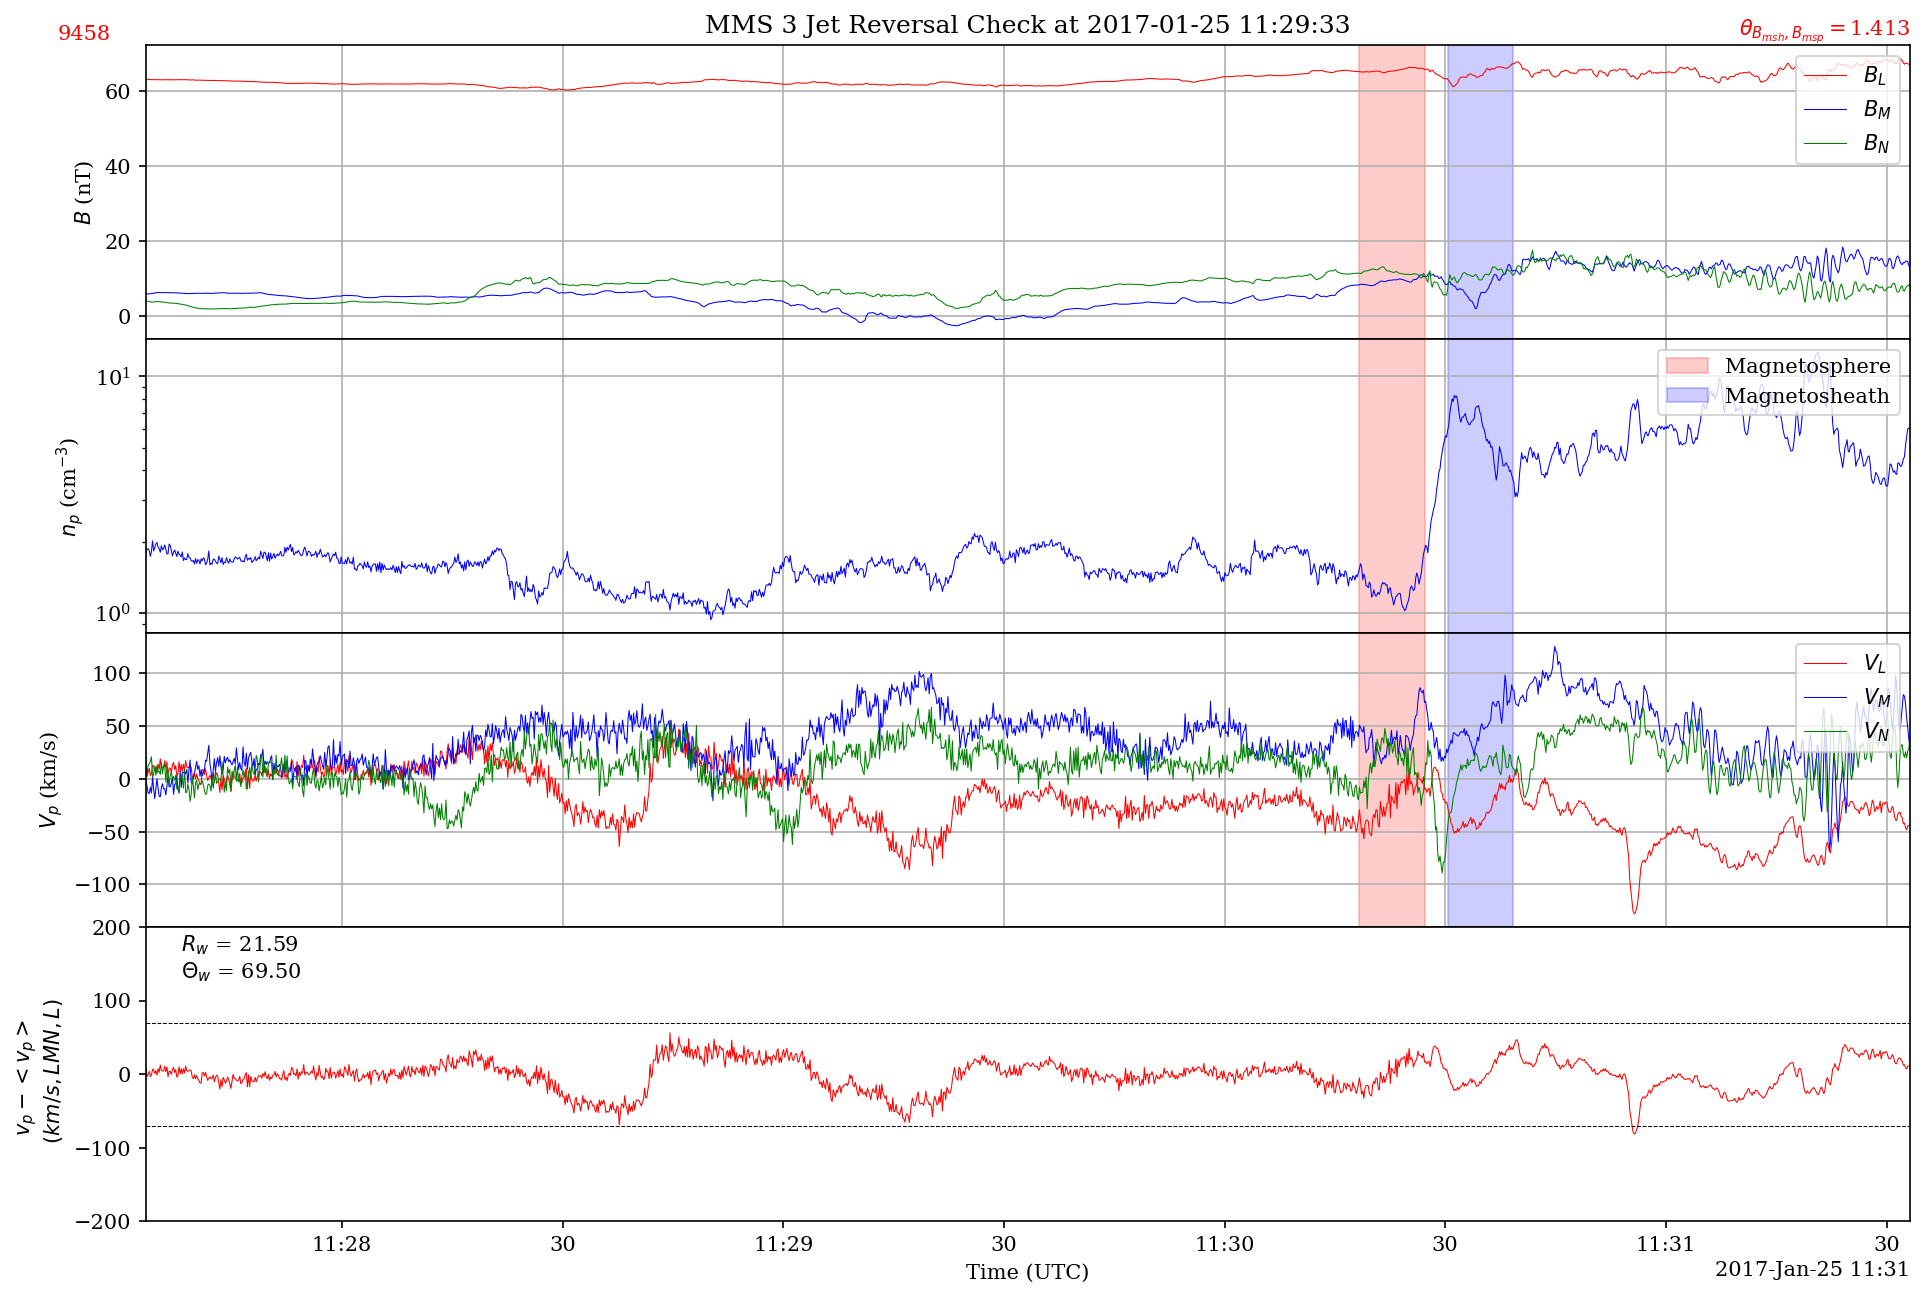 MMS 3 Jet Reversal Check at 2017-01-25 11:29:33
9458
θ_{B_{msh}, B_{msp}} = 1.413
B (nT)
60
40
20
0
B_L
B_M
B_N
n_p (cm^{-3})
10^1
10^0
Magnetosphere
Magnetosheath
V_p (km/s)
100
50
0
−50
−100
V_L
V_M
V_N
v_p − < v_p >
(km/s, LMN, L)
200
100
0
−100
−200
R_w = 21.59
Θ_w = 69.50
11:28
30
11:29
30
11:30
30
11:31
30
Time (UTC)
2017-Jan-25 11:31